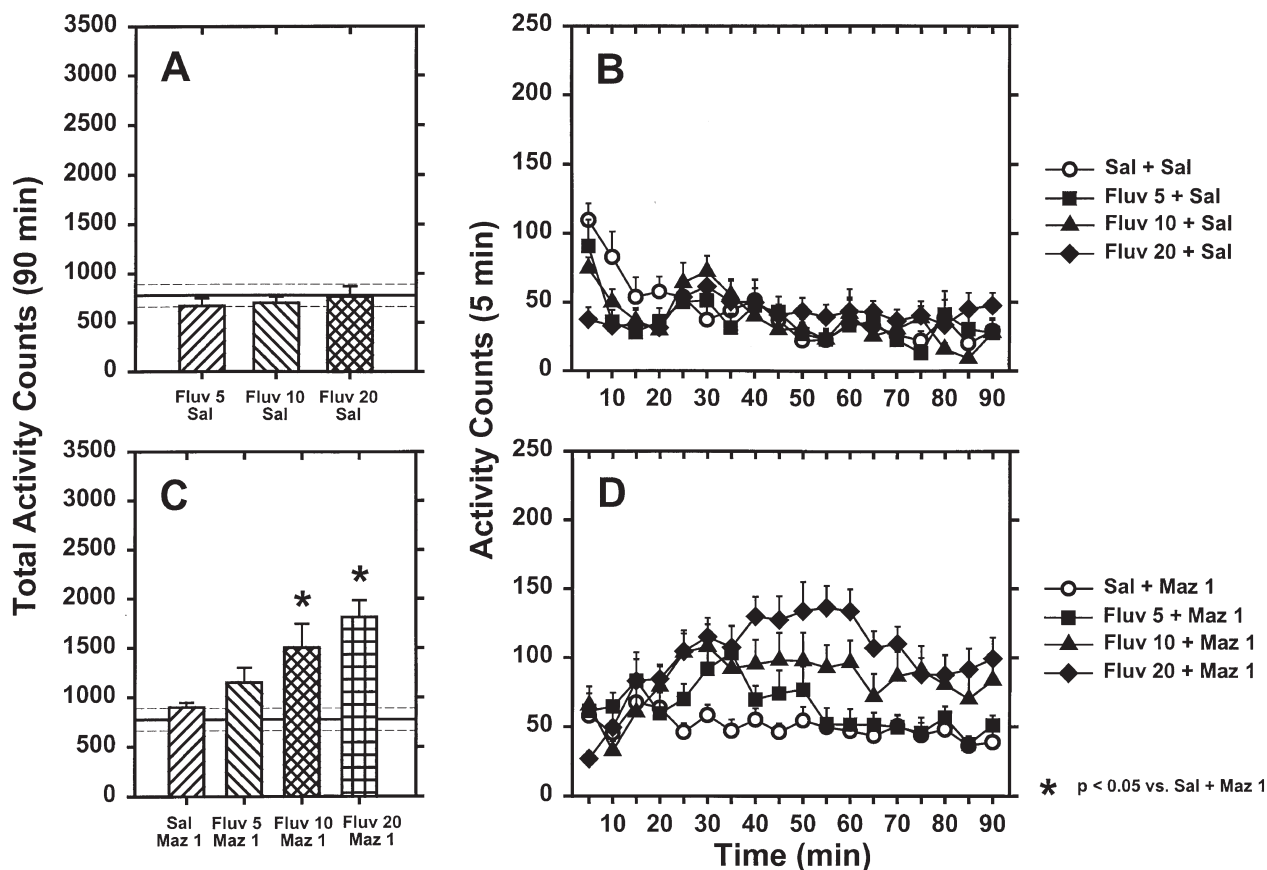 Total Activity Counts (90 min)
3500
3000
2500
2000
1500
1000
500
0
A
Fluv 5
Sal
Fluv 10
Sal
Fluv 20
Sal
Activity Counts (5 min)
250
200
150
100
50
0
B
10 20 30 40 50 60 70 80 90
Sal + Sal
Fluv 5 + Sal
Fluv 10 + Sal
Fluv 20 + Sal
3500
3000
2500
2000
1500
1000
500
0
C
*
*
Sal
Maz 1
Fluv 5
Maz 1
Fluv 10
Maz 1
Fluv 20
Maz 1
250
200
150
100
50
0
D
10 20 30 40 50 60 70 80 90
Time (min)
Sal + Maz 1
Fluv 5 + Maz 1
Fluv 10 + Maz 1
Fluv 20 + Maz 1
* p < 0.05 vs. Sal + Maz 1